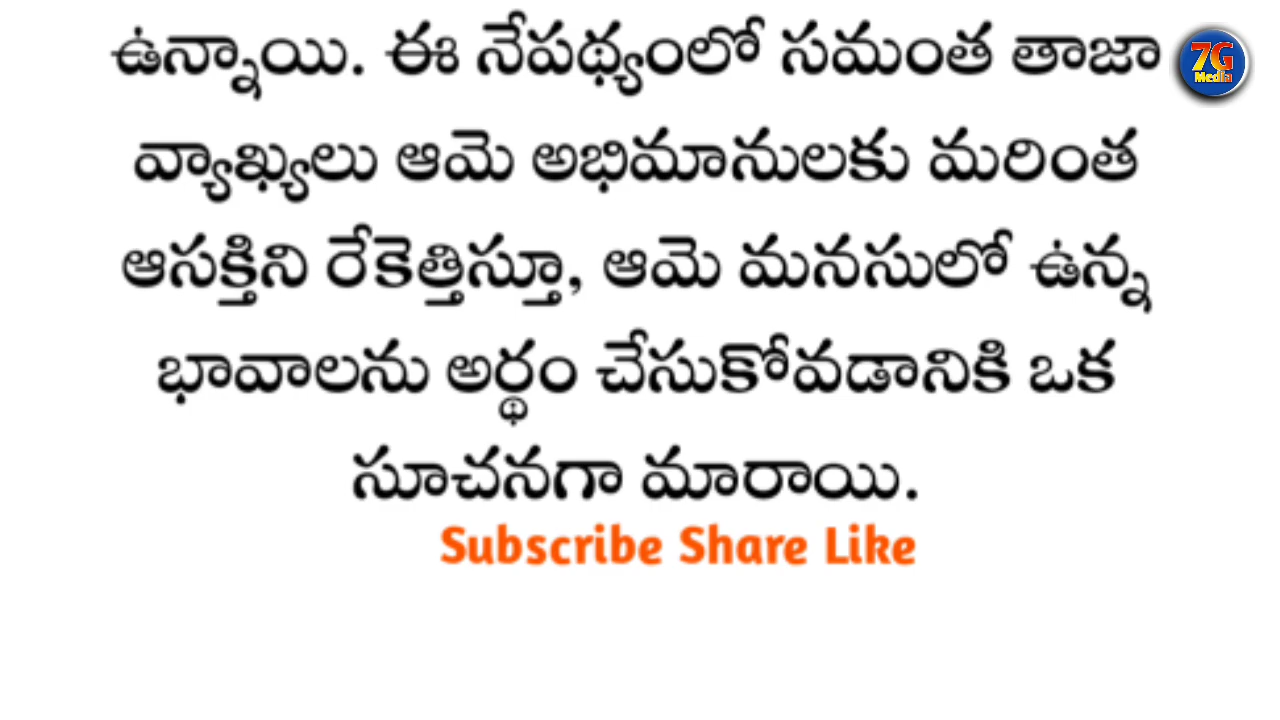 ఉన్నాయి. ఈ నేపథ్యంలో సమంత తాజా
7G
Media
వ్యాఖ్యలు ఆమె అభిమానులకు మరింత
ఆసక్తిని రేకెత్తిస్తూ, ఆమె మనసులో ఉన్న
భావాలను అర్థం చేసుకోవడానికి ఒక
సూచనగా మారాయి.
Subscribe Share Like